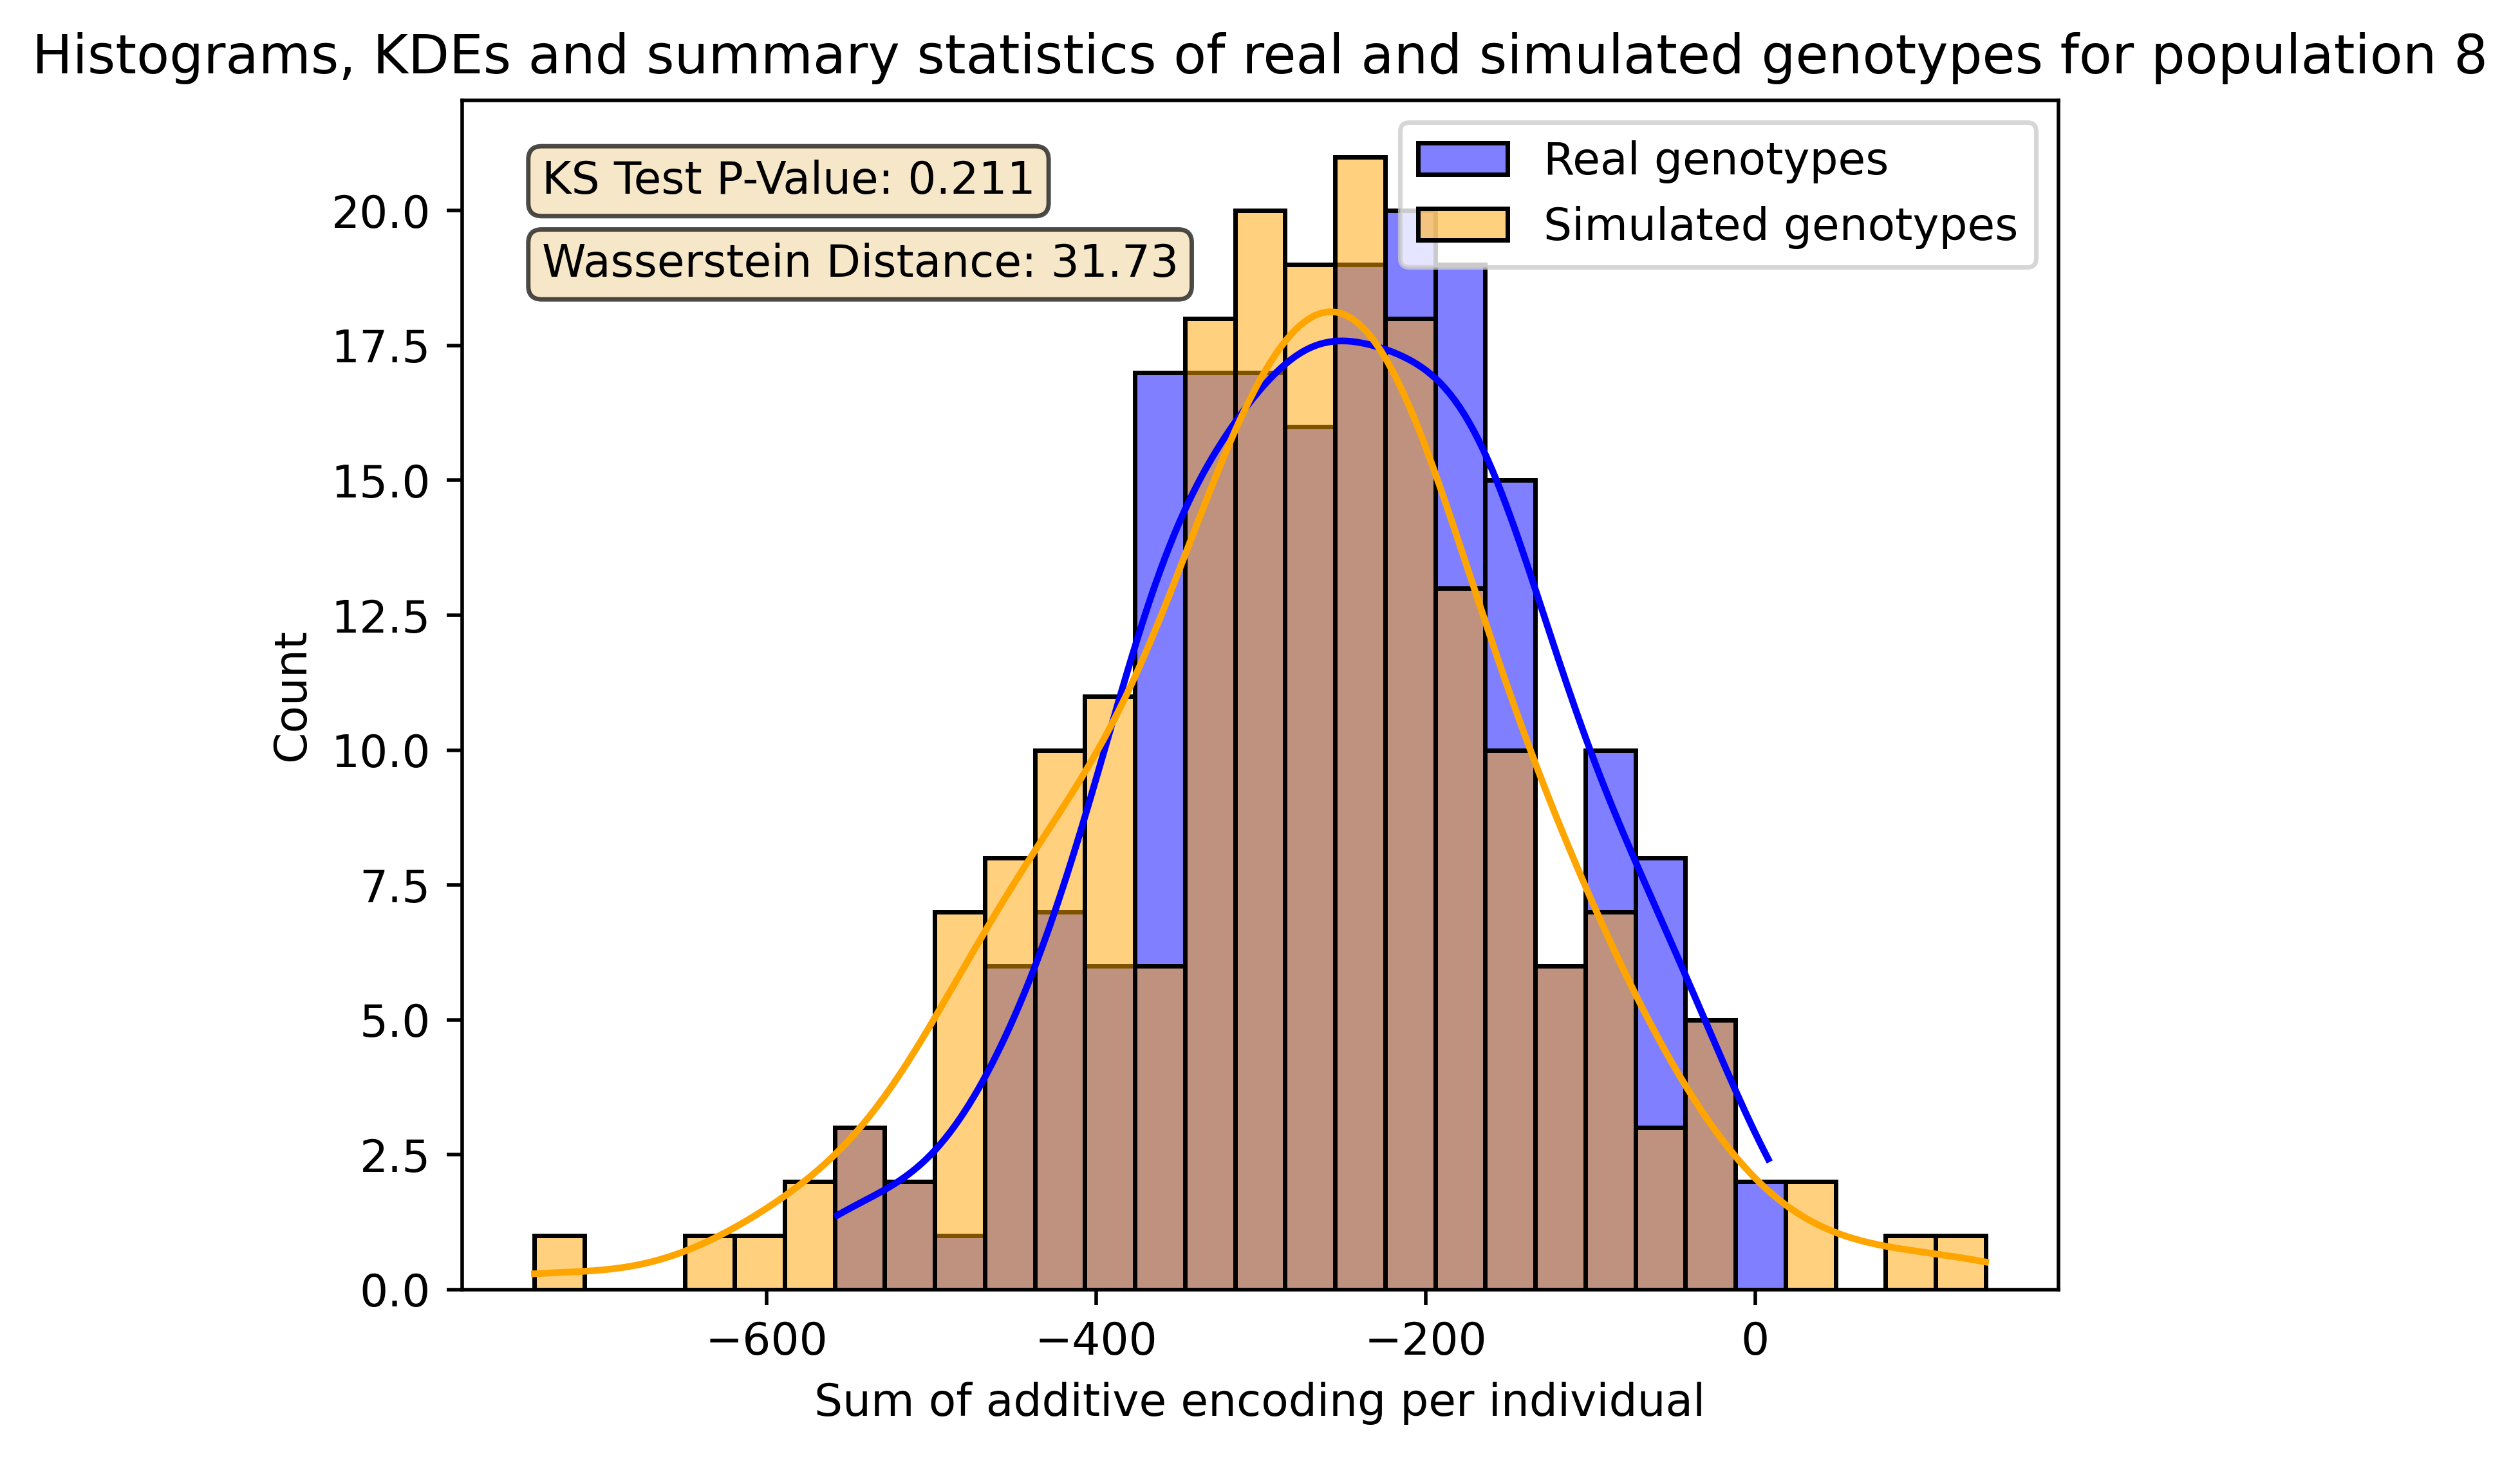 Histograms, KDEs and summary statistics of real and simulated genotypes for population 8
KS Test P-Value: 0.211
Wasserstein Distance: 31.73
Real genotypes
Simulated genotypes
20.0
17.5
15.0
12.5
10.0
7.5
5.0
2.5
0.0
Count
−600
−400
−200
0
Sum of additive encoding per individual